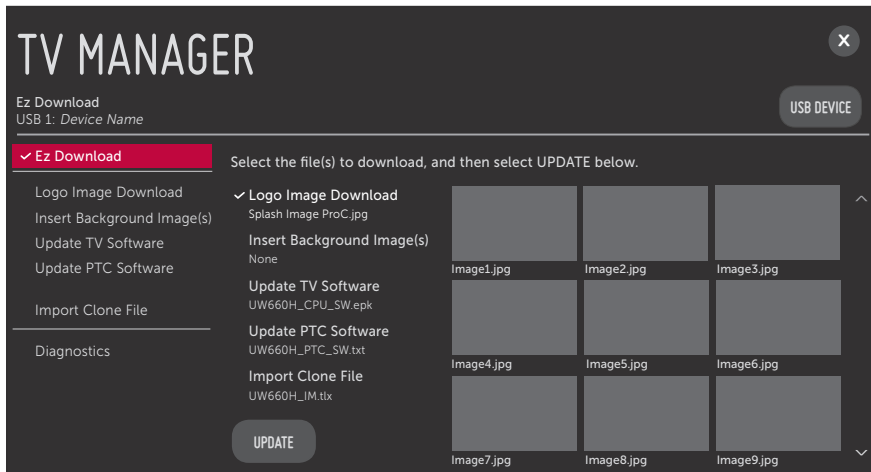 TV MANAGER
X
Ez Download
USB 1: Device Name
USB DEVICE
Ez Download
Logo Image Download
Insert Background Image(s)
Update TV Software
Update PTC Software
Import Clone File
Diagnostics
Select the file(s) to download, and then select UPDATE below.
Logo Image Download
Splash Image ProC.jpg
Insert Background Image(s)
None
Update TV Software
UW660H_CPU_SW.epk
Update PTC Software
UW660H_PTC_SW.txt
Import Clone File
UW660H_IM.tlx
UPDATE
Image1.jpg
Image2.jpg
Image3.jpg
Image4.jpg
Image5.jpg
Image6.jpg
Image7.jpg
Image8.jpg
Image9.jpg